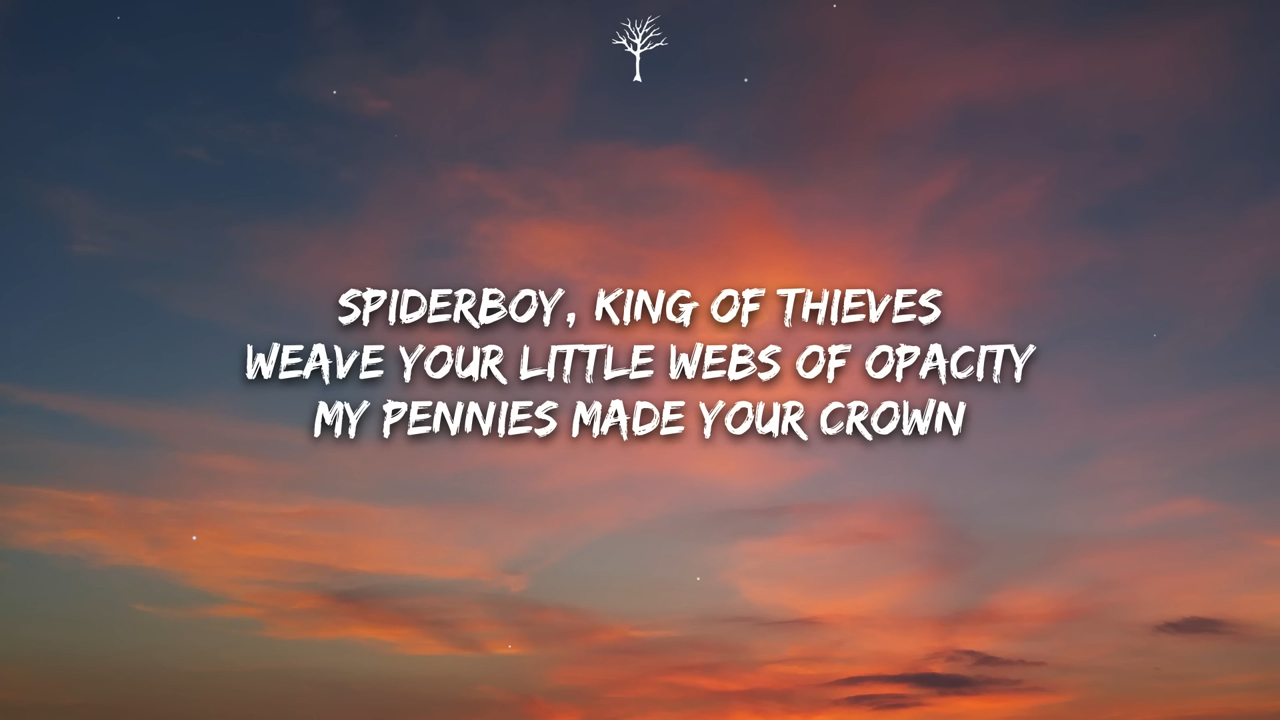 SPIDERBOY, KING OF THIEVES
WEAVE YOUR LITTLE WEBS OF OPACITY
MY PENNIES MADE YOUR CROWN